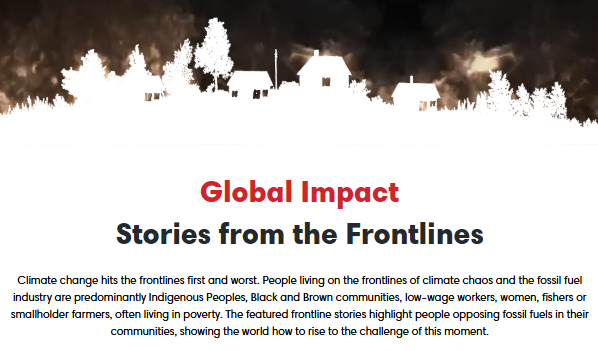 Global Impact
Stories from the Frontlines
Climate change hits the frontlines first and worst. People living on the frontlines of climate chaos and the fossil fuel
industry are predominantly Indigenous Peoples, Black and Brown communities, low-wage workers, women, fishers or
smallholder farmers, often living in poverty. The featured frontline stories highlight people opposing fossil fuels in their
communities, showing the world how to rise to the challenge of this moment.